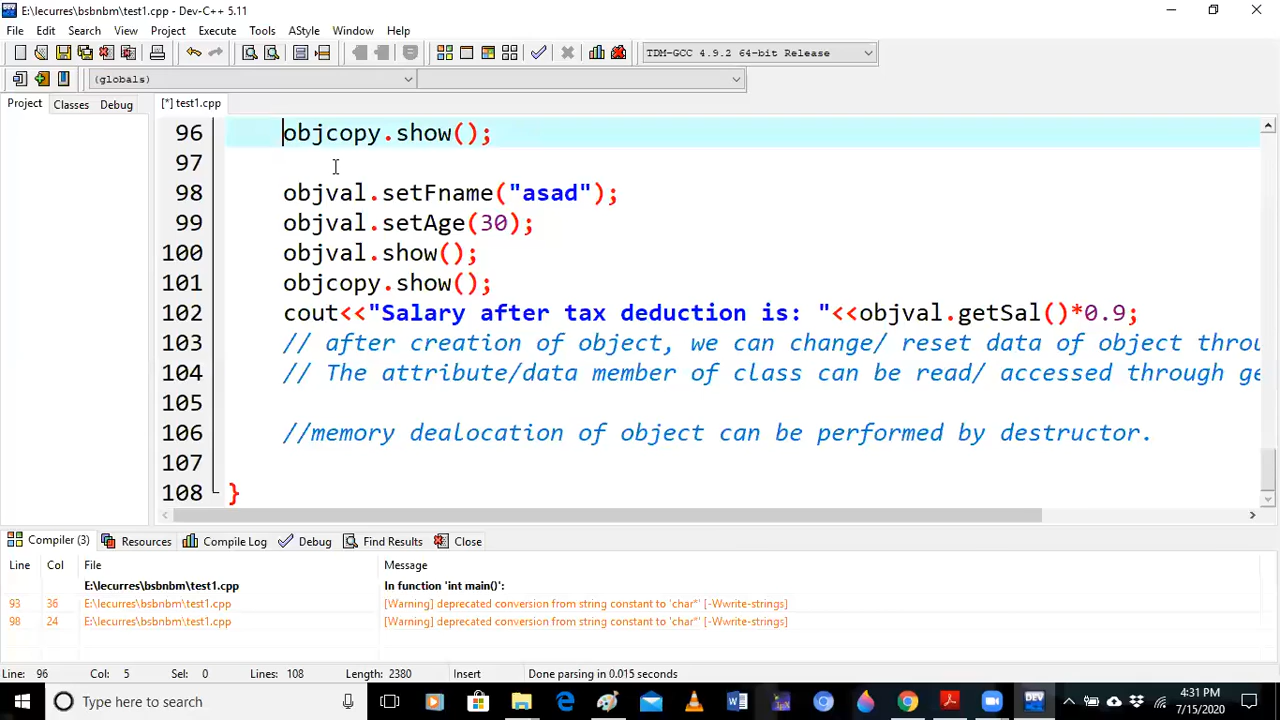 E:\lecurres\bsbnbm\test1.cpp - Dev-C++ 5.11
File Edit Search View Project Execute Tools AStyle Window Help
TDM-GCC 4.9.2 64-bit Release
(globals)
Project Classes Debug [*] test1.cpp
96 objcopy.show();
97
98 objval.setFname("asad");
99 objval.setAge(30);
100 objval.show();
101 objcopy.show();
102 cout<<"Salary after tax deduction is: "<<objval.getSal()*0.9;
103 // after creation of object, we can change/ reset data of object throu
104 // The attribute/data member of class can be read/ accessed through ge
105
106 //memory dealocation of object can be performed by destructor.
107
108 }
Compiler (3) Resources Compile Log Debug Find Results Close
Line Col File Message
E:\lecurres\bsbnbm\test1.cpp In function 'int main()':
93 36 E:\lecurres\bsbnbm\test1.cpp [Warning] deprecated conversion from string constant to 'char*' [-Wwrite-strings]
98 24 E:\lecurres\bsbnbm\test1.cpp [Warning] deprecated conversion from string constant to 'char*' [-Wwrite-strings]
Line: 96 Col: 5 Sel: 0 Lines: 108 Length: 2380 Insert Done parsing in 0.015 seconds
Type here to search
DEV
4:31 PM
7/15/2020